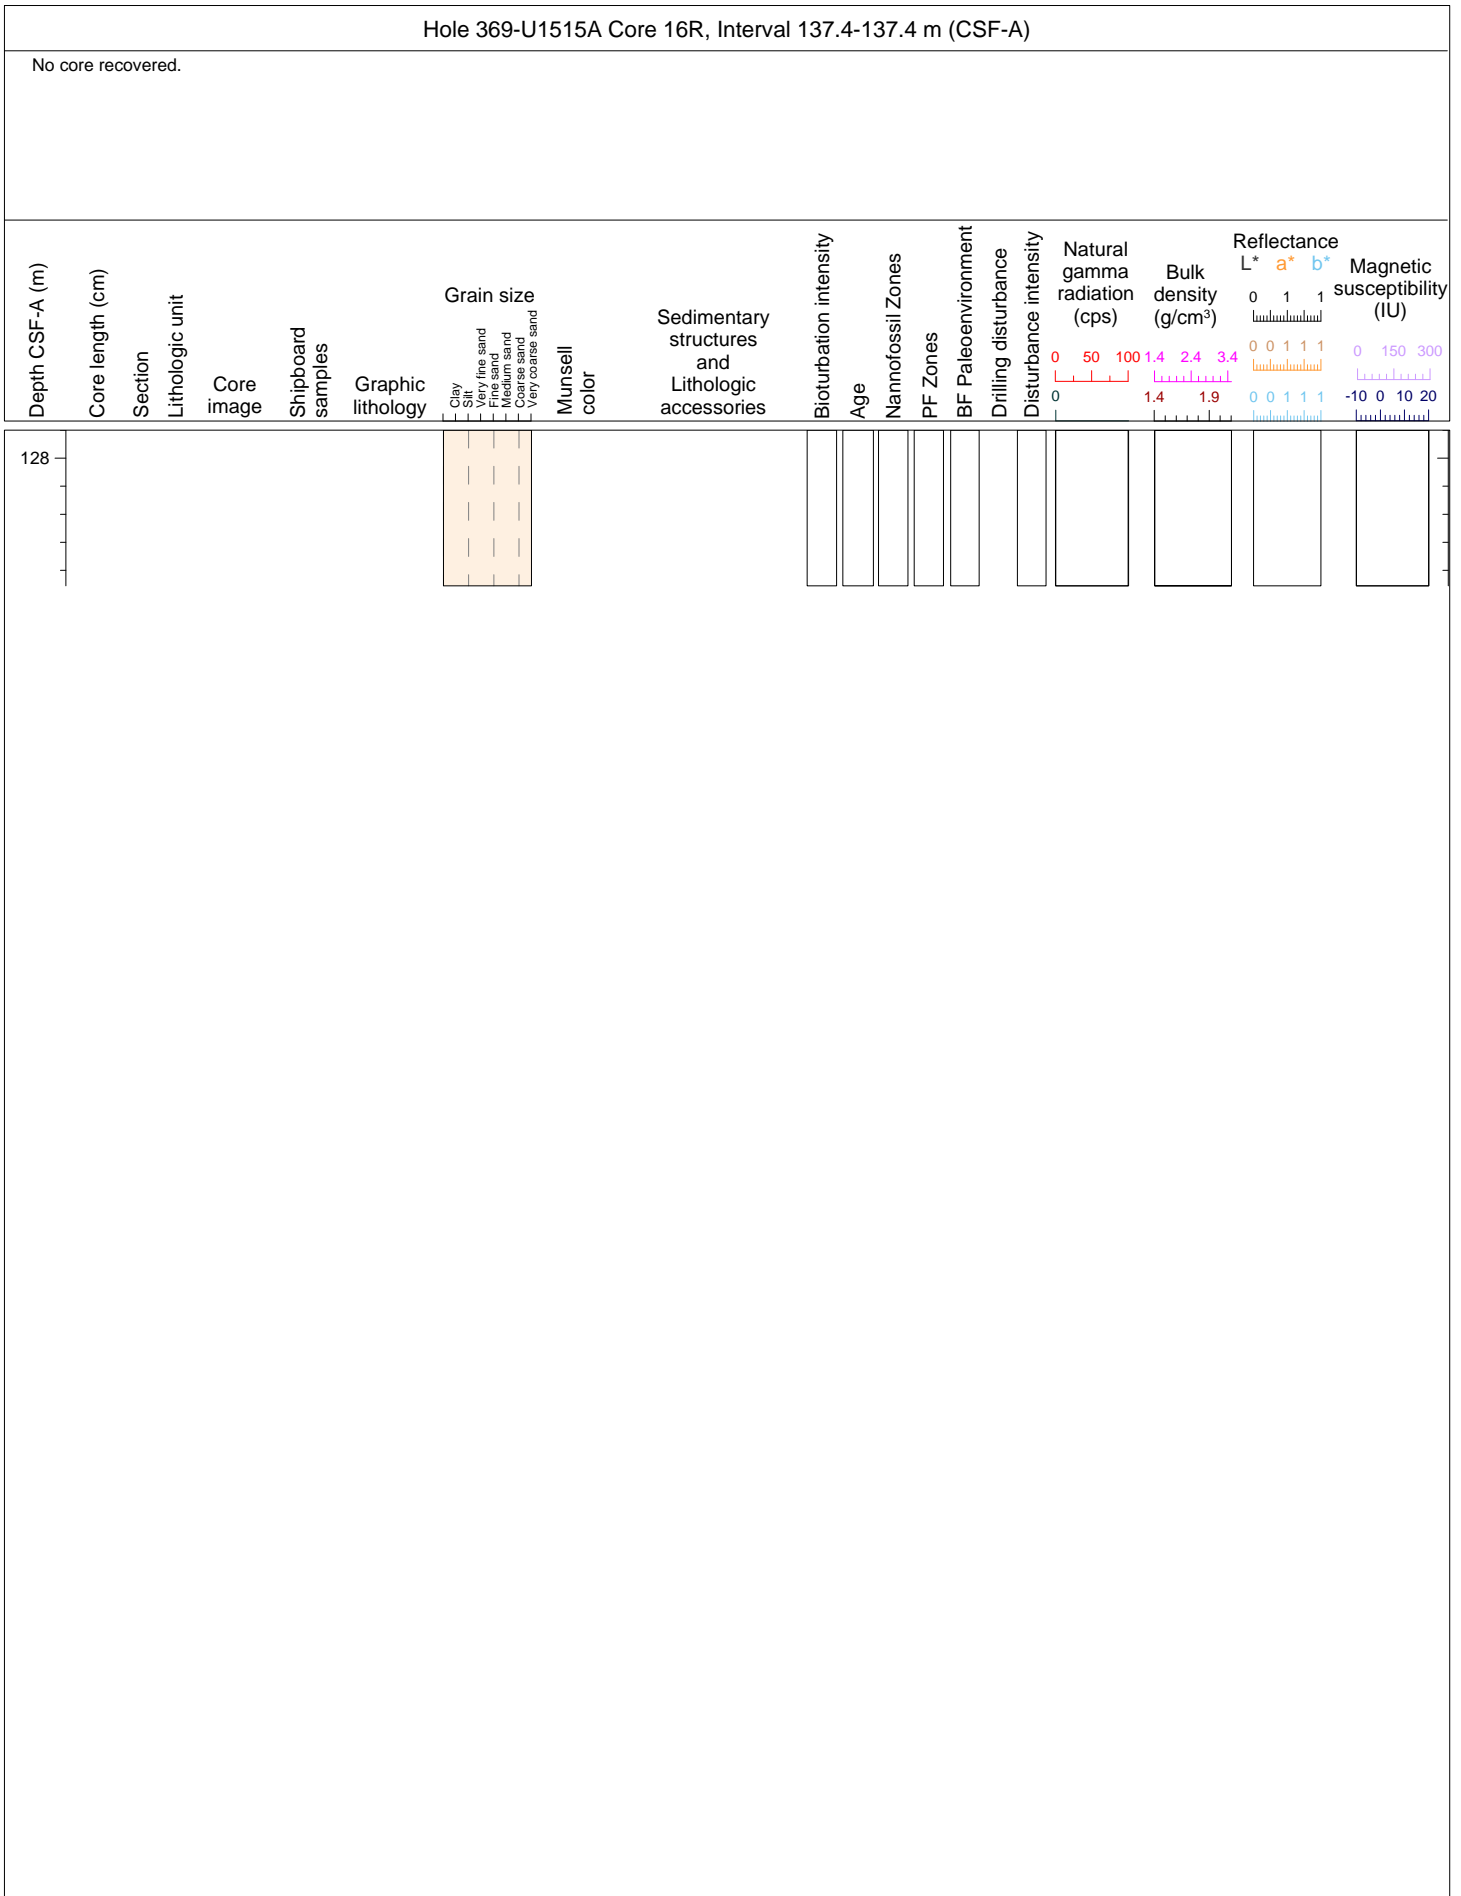 Hole 369-U1515A Core 16R, Interval 137.4-137.4 m (CSF-A)
No core recovered.
Depth CSF-A (m)
Core length (cm)
Section
Lithologic unit
Core
image
Shipboard
samples
Graphic
lithology
Grain size
Clay
Silt
Very fine sand
Fine sand
Medium sand
Coarse sand
Very coarse sand
Munsell
color
Sedimentary
structures
and
Lithologic
accessories
Bioturbation intensity
Age
Nannofossil Zones
PF Zones
BF Paleoenvironment
Drilling disturbance
Disturbance intensity
Natural
gamma
radiation
(cps)
0 50 100
0
Bulk
density
(g/cm³)
1.4 2.4 3.4
1.4 1.9
Reflectance
L* a* b*
0 1 1
0 0 1 1 1
0 0 1 1 1
Magnetic
susceptibility
(IU)
0 150 300
-10 0 10 20
128